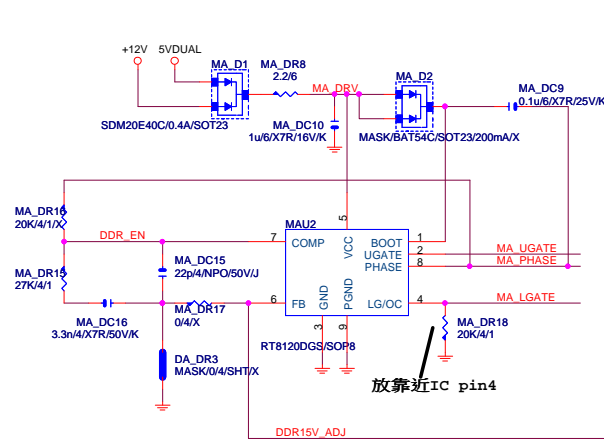 +12V 5VDUAL
MA_D1
MA_DR8
2.2/6
MA_DRV
MA_D2
MA_DC9
0.1u/6/X7R/25V/K
SDM20E40C/0.4A/SOT23
MA_DC10
1u/6/X7R/16V/K
MASK/BAT54C/SOT23/200mA/X
MA_DR16
20K/4/1/X
DDR_EN
MAU2
5
7 COMP
VCC
BOOT 1
UGATE 2
PHASE 8
MA_UGATE
MA_PHASE
MA_DR15
27K/4/1
MA_DC15
22p/4/NPO/50V/J
MA_DC16
3.3n/4/X7R/50V/K
MA_DR17
0/4/X
6 FB
GND
PGND
LG/OC 4
MA_LGATE
3
9
MA_DR18
20K/4/1
RT8120DGS/SOP8
DA_DR3
MASK/0/4/SHT/X
放靠近IC pin4
DDR15V_ADJ